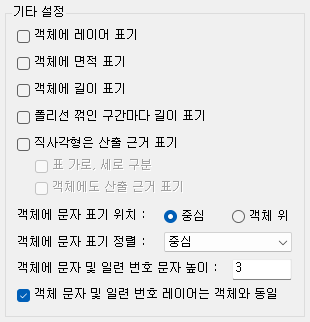 기타 설정
객체에 레이어 표기
객체에 면적 표기
객체에 길이 표기
폴리선 꺾인 구간마다 길이 표기
직사각형은 산출 근거 표기
표 가로, 세로 구분
객체에도 산출 근거 표기
객체에 문자 표기 위치 : 중심 객체 위
객체에 문자 표기 정렬 : 중심
객체에 문자 및 일련 번호 문자 높이 : 3
객체 문자 및 일련 번호 레이어는 객체와 동일